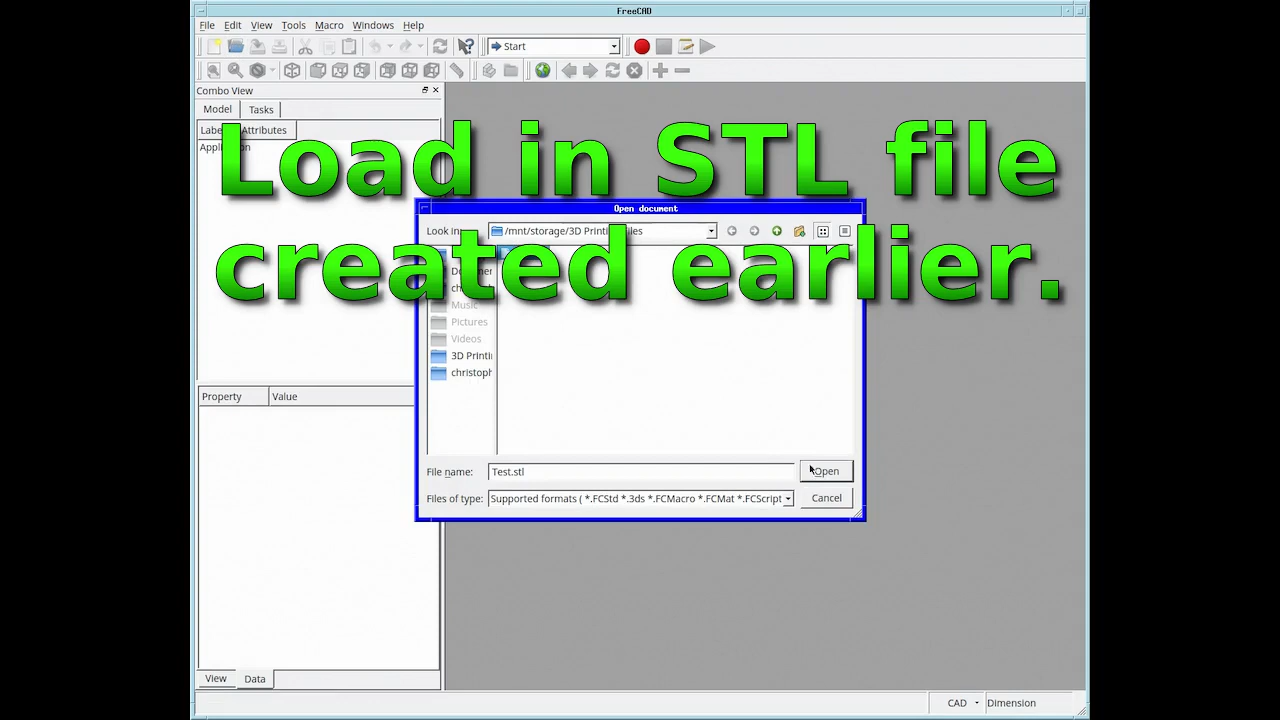 FreeCAD
File Edit View Tools Macro Windows Help
Start
Combo View
Model Tasks
Attributes
Load in STL file
Open document
/mnt/storage/3D
created earlier.
Music
Pictures
Videos
3D Printi
christoph
Property Value
File name: Test.stl Open
Files of type: Supported formats ( *.FCStd *.3ds *.FCMacro *.FCMat *.FCScript Cancel
View Data
CAD Dimension